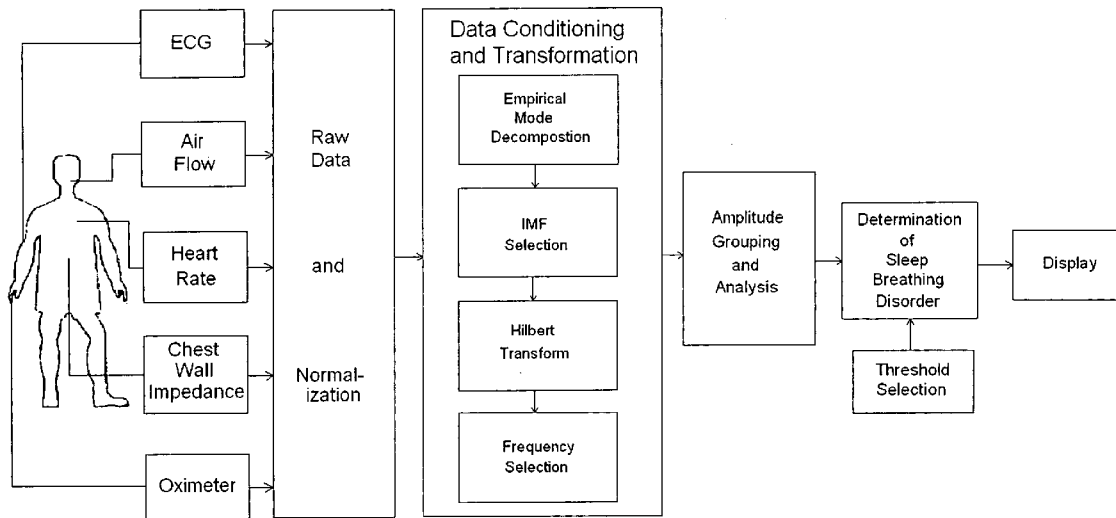 ECG
Air
Flow
Heart
Rate
Chest
Wall
Impedance
Oximeter
Raw
Data
and
Normal-
ization
Data Conditioning
and Transformation
Empirical
Mode
Decompostion
IMF
Selection
Hilbert
Transform
Frequency
Selection
Amplitude
Grouping
and
Analysis
Determination
of
Sleep
Breathing
Disorder
Threshold
Selection
Display